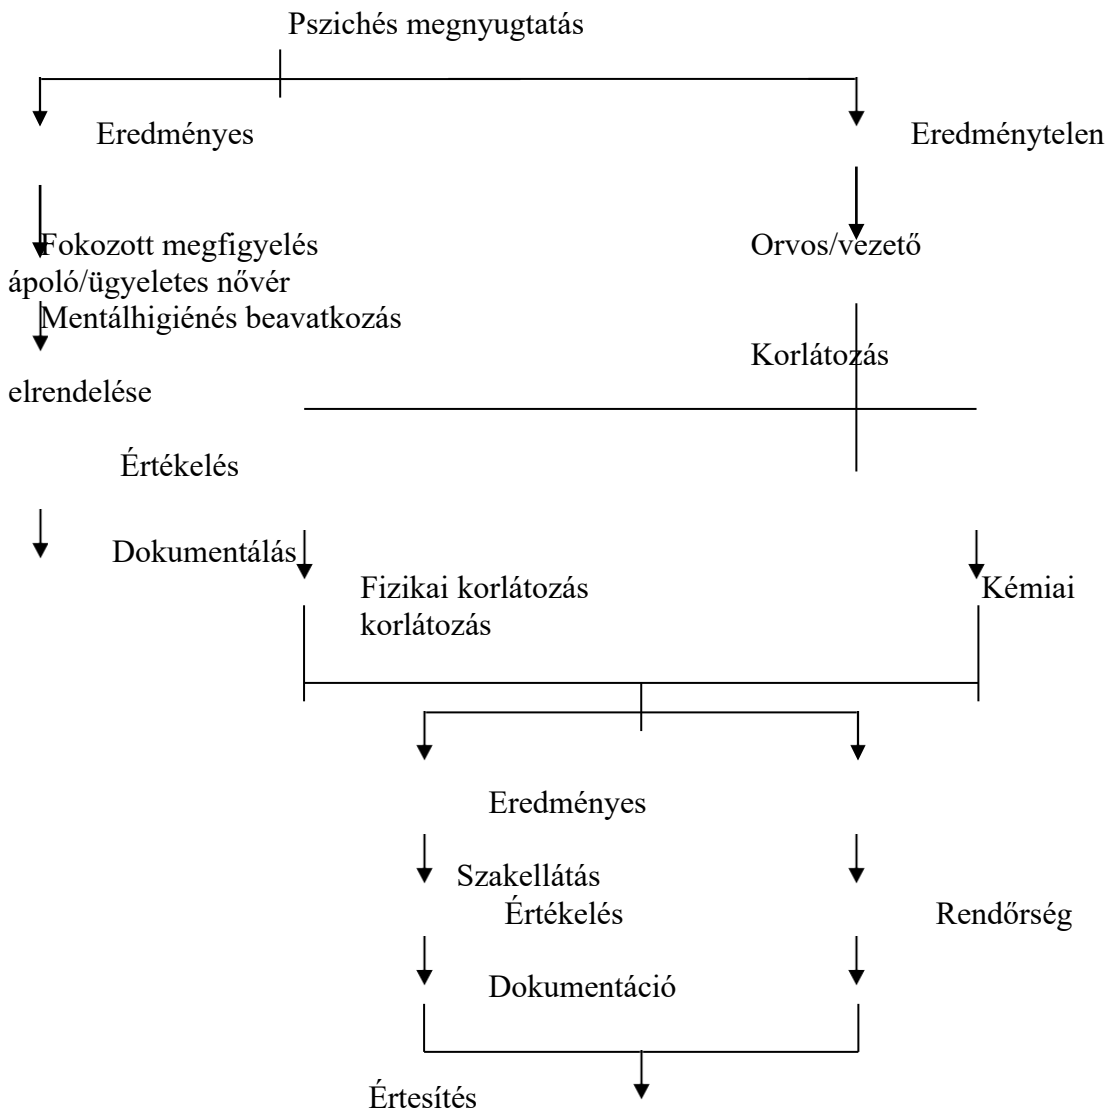 Pszichés megnyugtatás
Eredményes Eredménytelen
Fokozott megfigyelés Orvos/vezető
ápoló/ügyeletes nővér
Mentálhigiénés beavatkozás
Korlátozás
elrendelése
Értékelés
Dokumentálás
Fizikai korlátozás Kémiai
korlátozás
Eredményes
Szakellátás
Értékelés Rendőrség
Dokumentáció
Értesítés